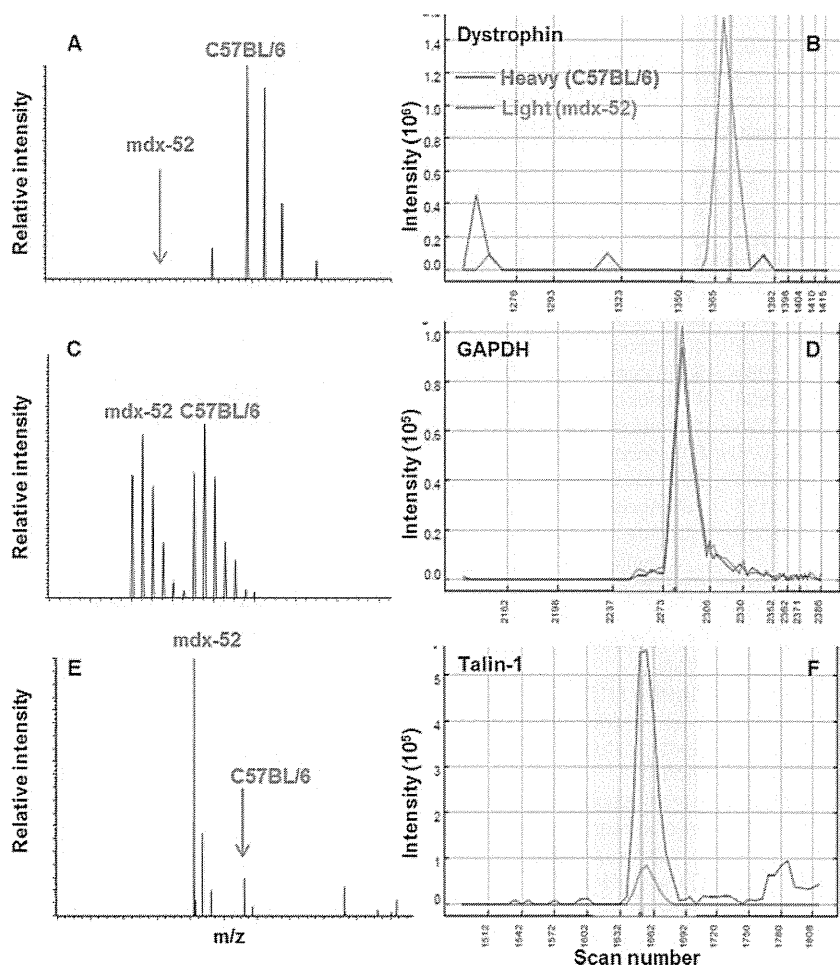 A
C57BL/6
mdx-52
Relative intensity
Dystrophin
B
Heavy (C57BL/6)
Light (mdx-52)
Intensity (10⁶)
1.4
1.2
1.0
0.8
0.6
0.4
0.2
0.0
1276
1293
1323
1350
1365
1392
1398
1404
1410
1415
C
mdx-52 C57BL/6
Relative intensity
GAPDH
D
Intensity (10⁵)
1.0
0.8
0.6
0.4
0.2
0.0
2162
2198
2237
2273
2306
2330
2352
2362
2371
2386
E
mdx-52
C57BL/6
Relative intensity
m/z
Talin-1
F
Intensity (10⁵)
5
4
3
2
1
0
1512
1542
1572
1602
1632
1662
1692
1720
1750
1780
1808
Scan number